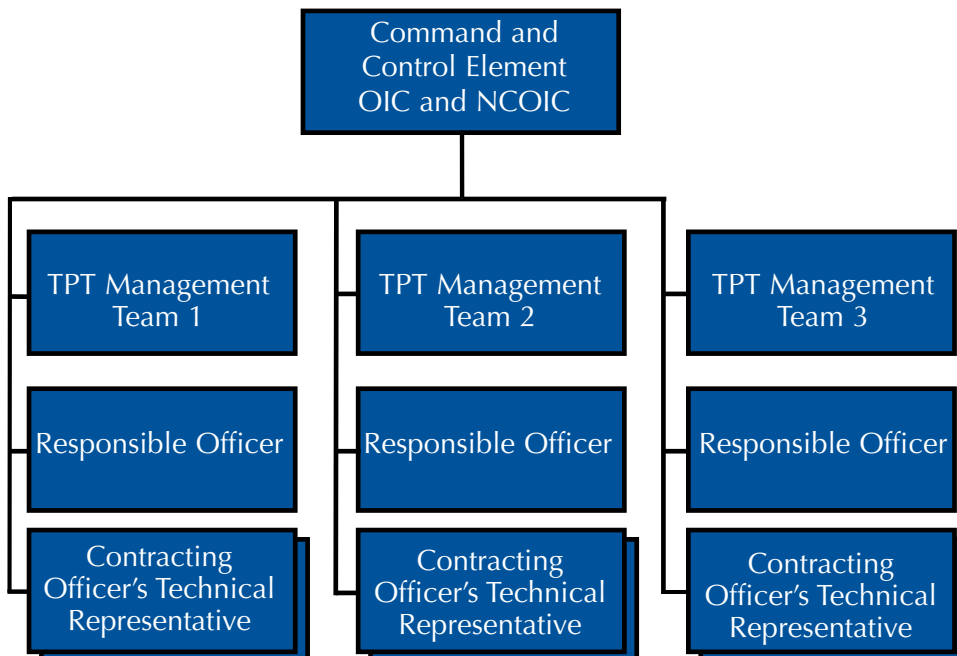 Command and
Control Element
OIC and NCOIC
TPT Management
Team 1
TPT Management
Team 2
TPT Management
Team 3
Responsible Officer
Responsible Officer
Responsible Officer
Contracting
Officer’s Technical
Representative
Contracting
Officer’s Technical
Representative
Contracting
Officer’s Technical
Representative